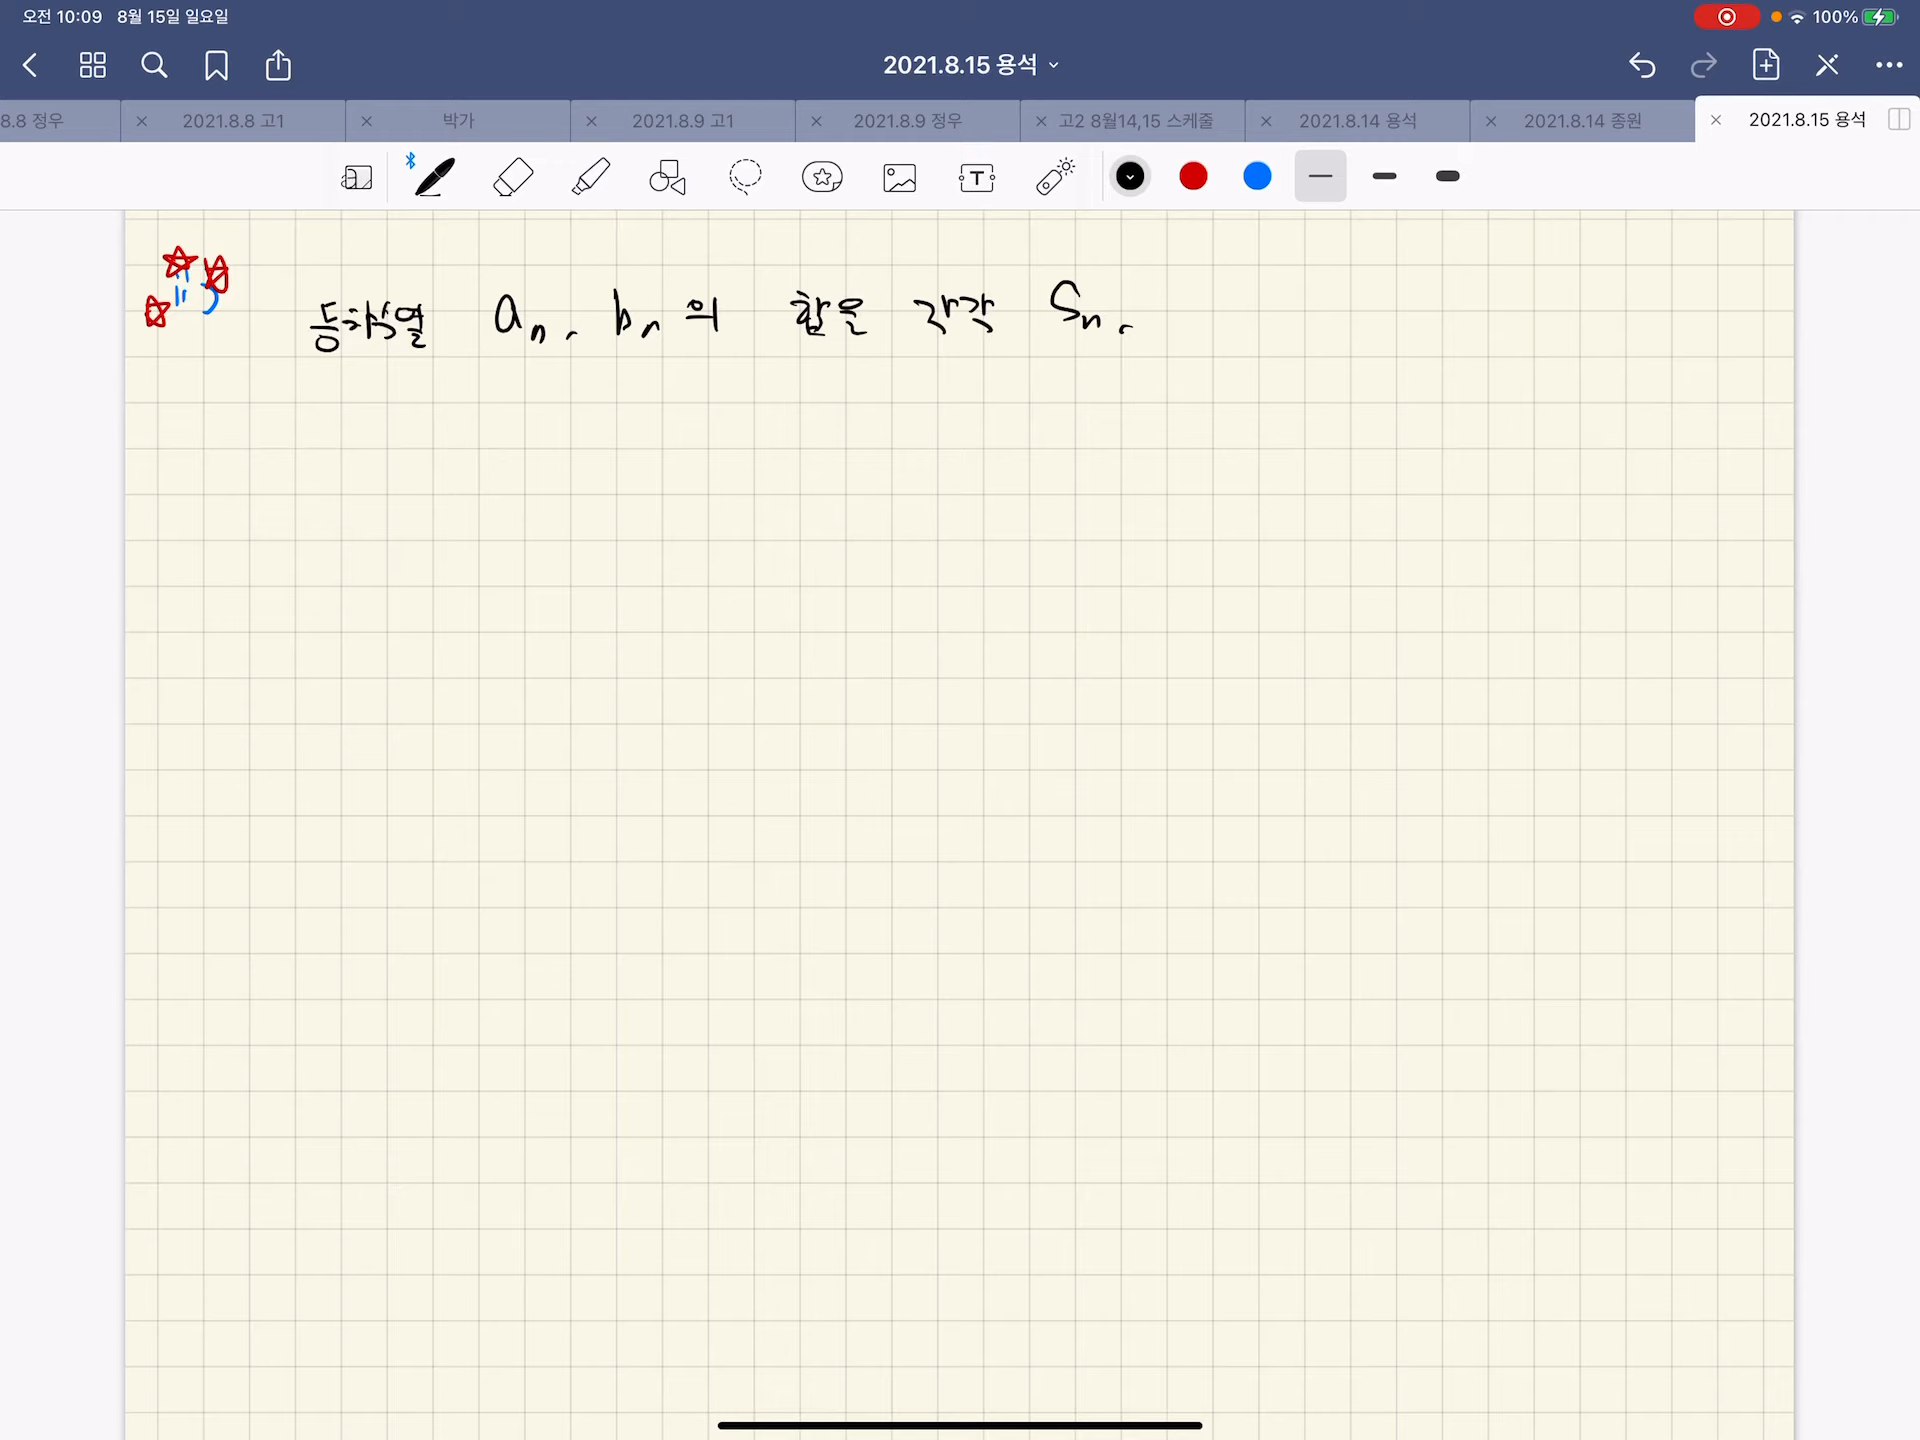 오전 10:09 8월 15일 일요일 100%
2021.8.15 용석
8.8 정우 2021.8.8 고1 박가 2021.8.9 고1 2021.8.9 정우 고2 8월14,15 스케줄 2021.8.14 용석 2021.8.14 종원 2021.8.15 용석
등차수열 an, bn의 합을 각각 Sn,